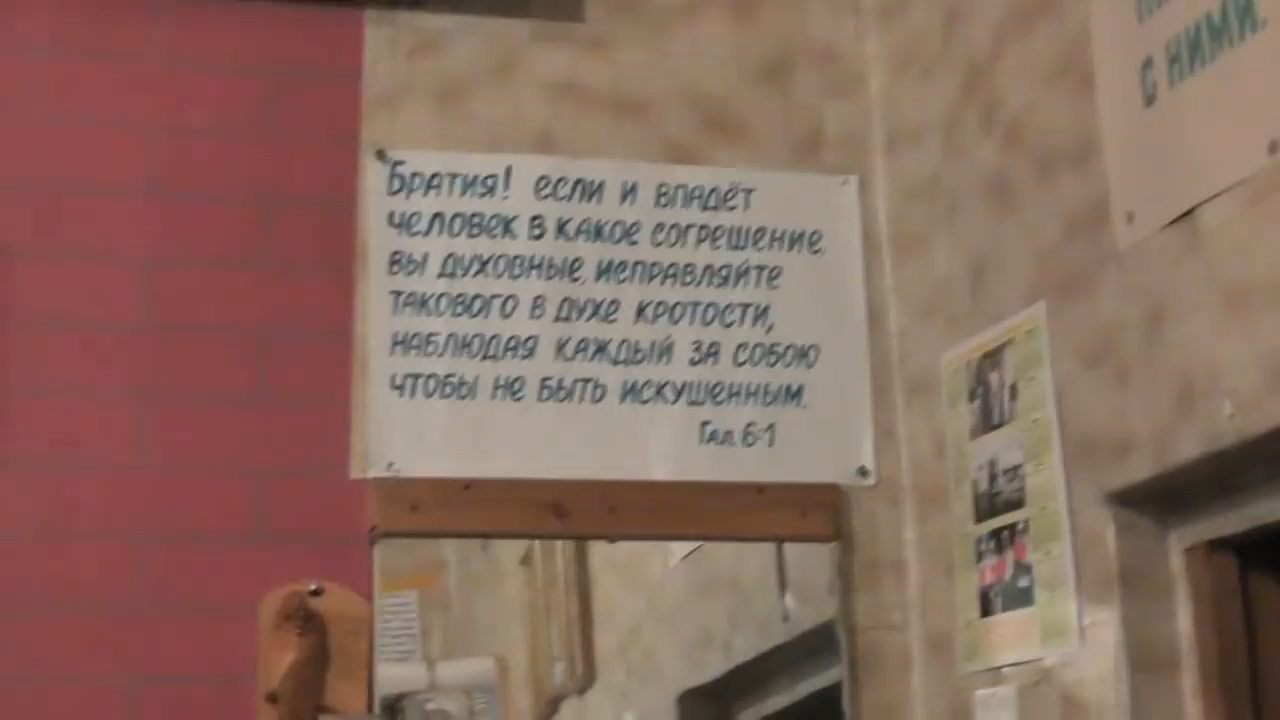 Братия! если и впадёт
человек в какое согрешение,
вы духовные, исправляйте
такового в духе кротости,
наблюдая каждый за собою
чтобы не быть искушенным.
Гал 6:1
с ними.